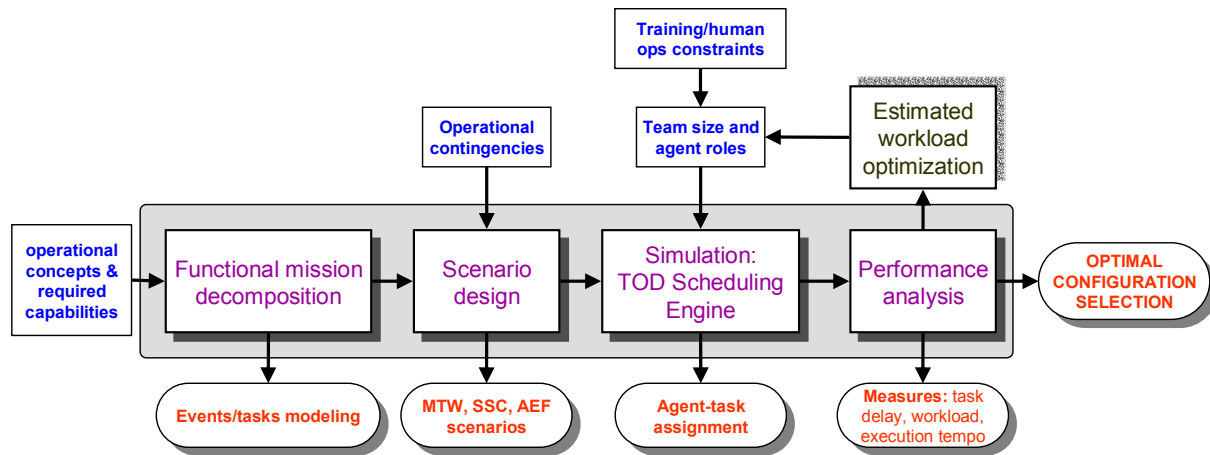 Training/human
ops constraints
Operational
contingencies
Team size and
agent roles
Estimated
workload
optimization
operational
concepts &
required
capabilities
Functional mission
decomposition
Scenario
design
Simulation:
TOD Scheduling
Engine
Performance
analysis
OPTIMAL
CONFIGURATION
SELECTION
Events/tasks modeling
MTW, SSC, AEF
scenarios
Agent-task
assignment
Measures: task
delay, workload,
execution tempo